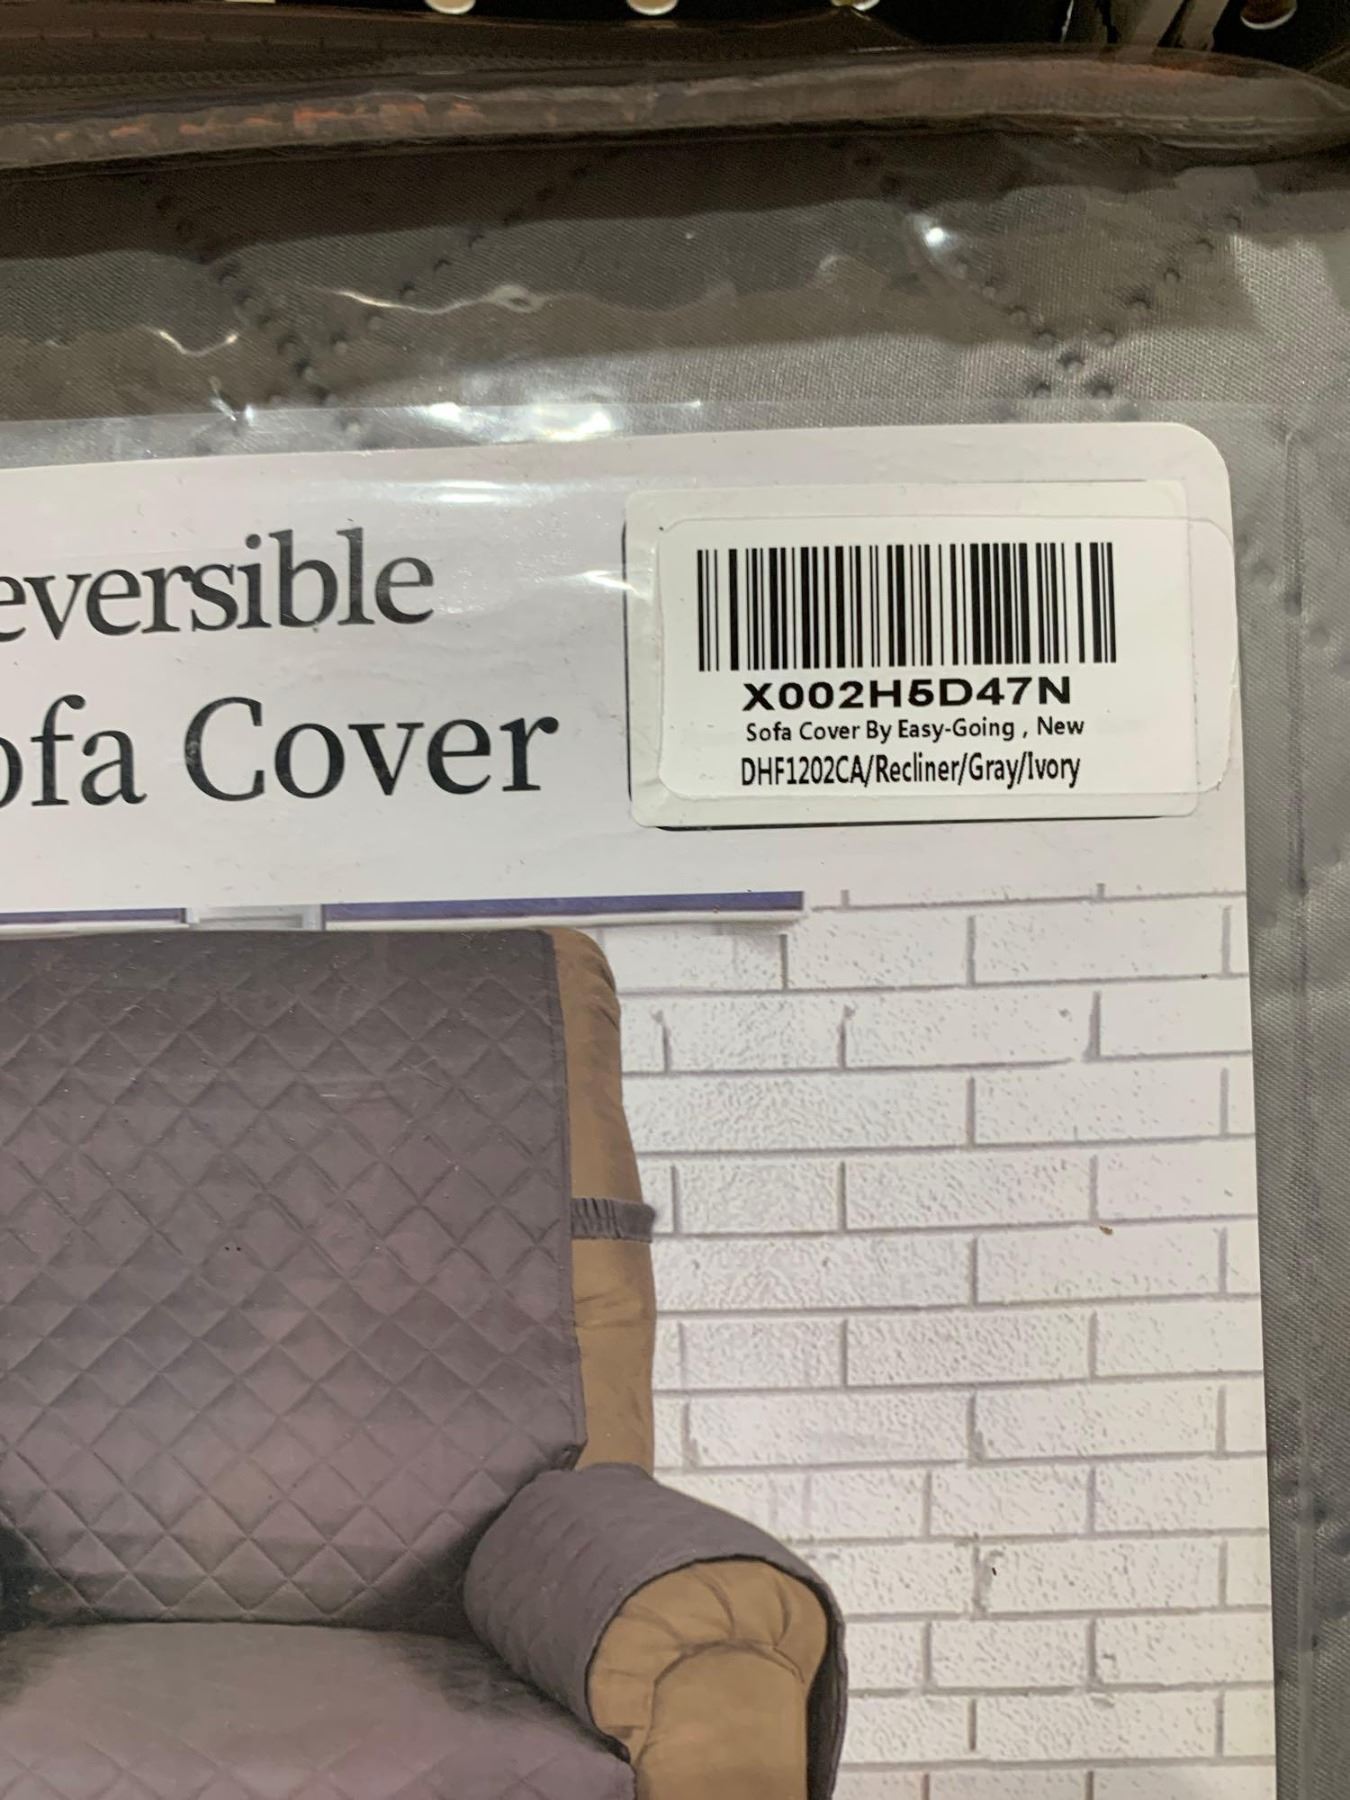 eversible
ofa Cover
X002H5D47N
Sofa Cover By Easy-Going , New
DHF1202CA/Recliner/Gray/Ivory